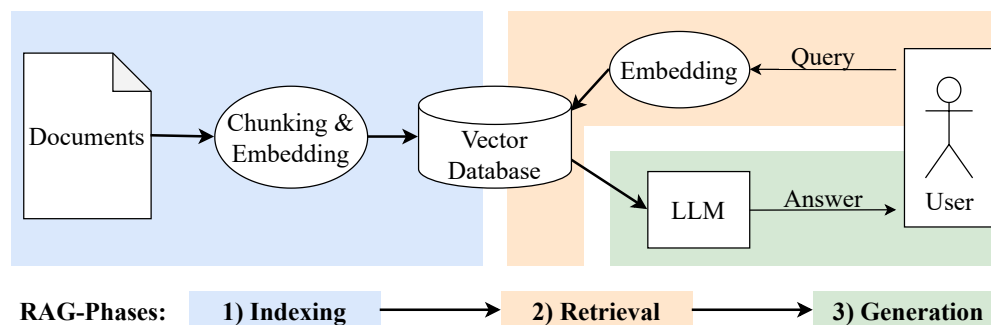 Documents
Chunking &
Embedding
Vector
Database
Embedding
Query
User
LLM
Answer
RAG-Phases: 1) Indexing 2) Retrieval 3) Generation